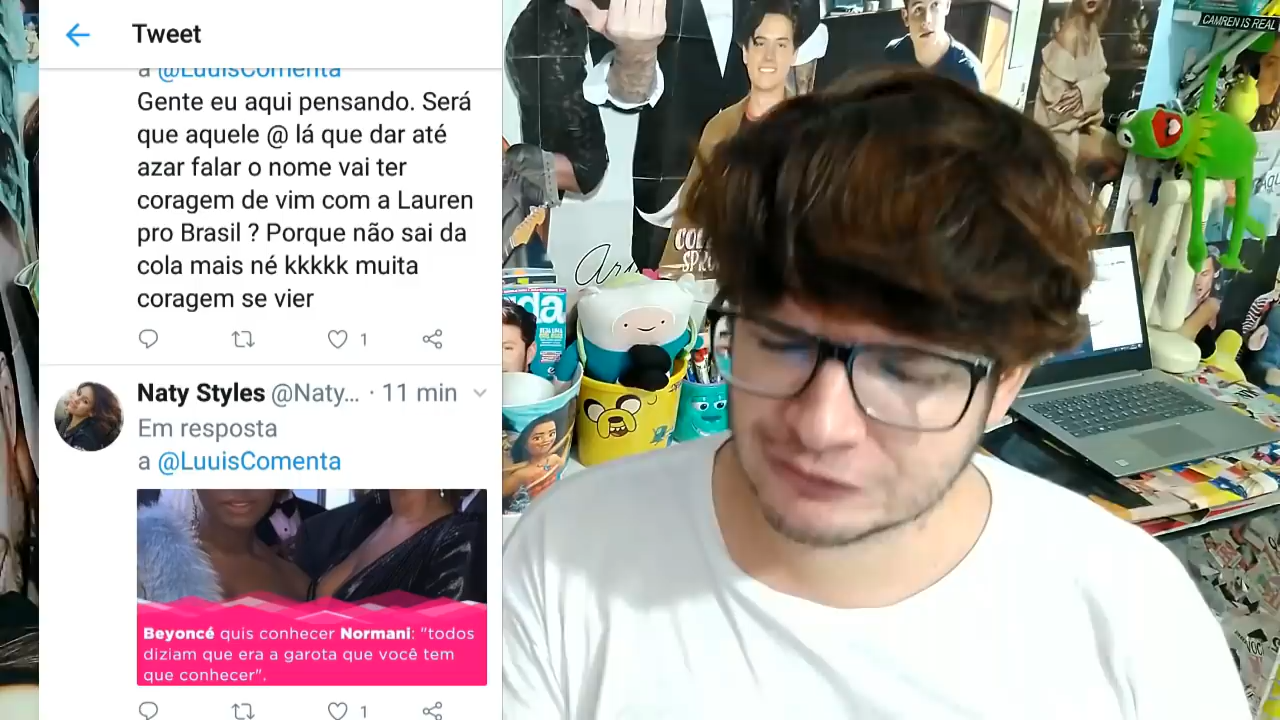 Tweet
a @LuuisComenta
Gente eu aqui pensando. Será
que aquele @ lá que dar até
azar falar o nome vai ter
coragem de vim com a Lauren
pro Brasil ? Porque não sai da
cola mais né kkkkk muita
coragem se vier
1
Naty Styles @Naty... · 11 min
Em resposta
a @LuuisComenta
Beyoncé quis conhecer Normani: "todos
diziam que era a garota que você tem
que conhecer".
1
CAMREN IS REAL